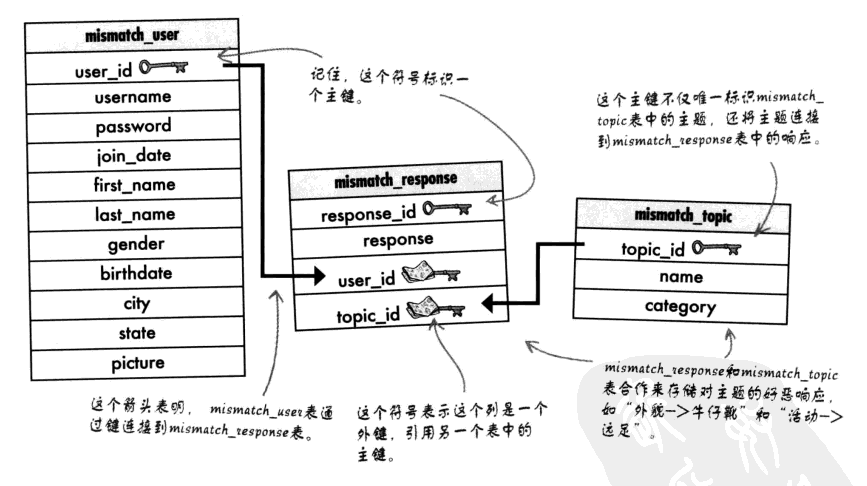 mismatch_user
user_id
username
password
join_date
first_name
last_name
gender
birthdate
city
state
picture
记住，这个符号标识一
个主键。
mismatch_response
response_id
response
user_id
topic_id
这个主键不仅唯一标识mismatch_
topic表中的主题，还将主题连接
到mismatch_response表中的响应。
mismatch_topic
topic_id
name
category
这个箭头表明， mismatch_user表通
过键连接到mismatch_response表。
这个符号表示这个列是一个
外键，引用另一个表中的
主键。
mismatch_response和mismatch_topic
表合作来存储对主题的好恶响应，
如“外貌—>牛仔靴”和“活动—>
远足”。